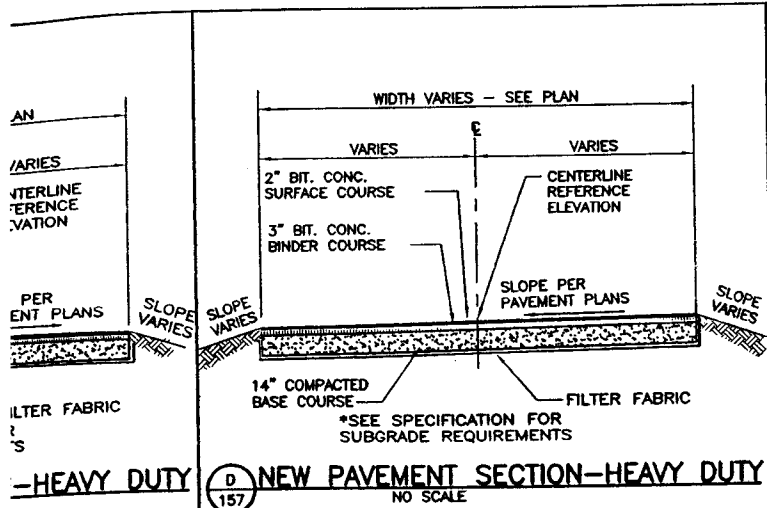 AN
VARIES
NTERLINE
FERENCE
EVATION
PER
ENT PLANS
SLOPE
VARIES
ILTER FABRIC
R
TS
-HEAVY DUTY
WIDTH VARIES - SEE PLAN
℄
VARIES
VARIES
2" BIT. CONC.
SURFACE COURSE
CENTERLINE
REFERENCE
ELEVATION
3" BIT. CONC.
BINDER COURSE
SLOPE PER
PAVEMENT PLANS
SLOPE
VARIES
SLOPE
VARIES
14" COMPACTED
BASE COURSE
FILTER FABRIC
*SEE SPECIFICATION FOR
SUBGRADE REQUIREMENTS
D
157
NEW PAVEMENT SECTION-HEAVY DUTY
NO SCALE